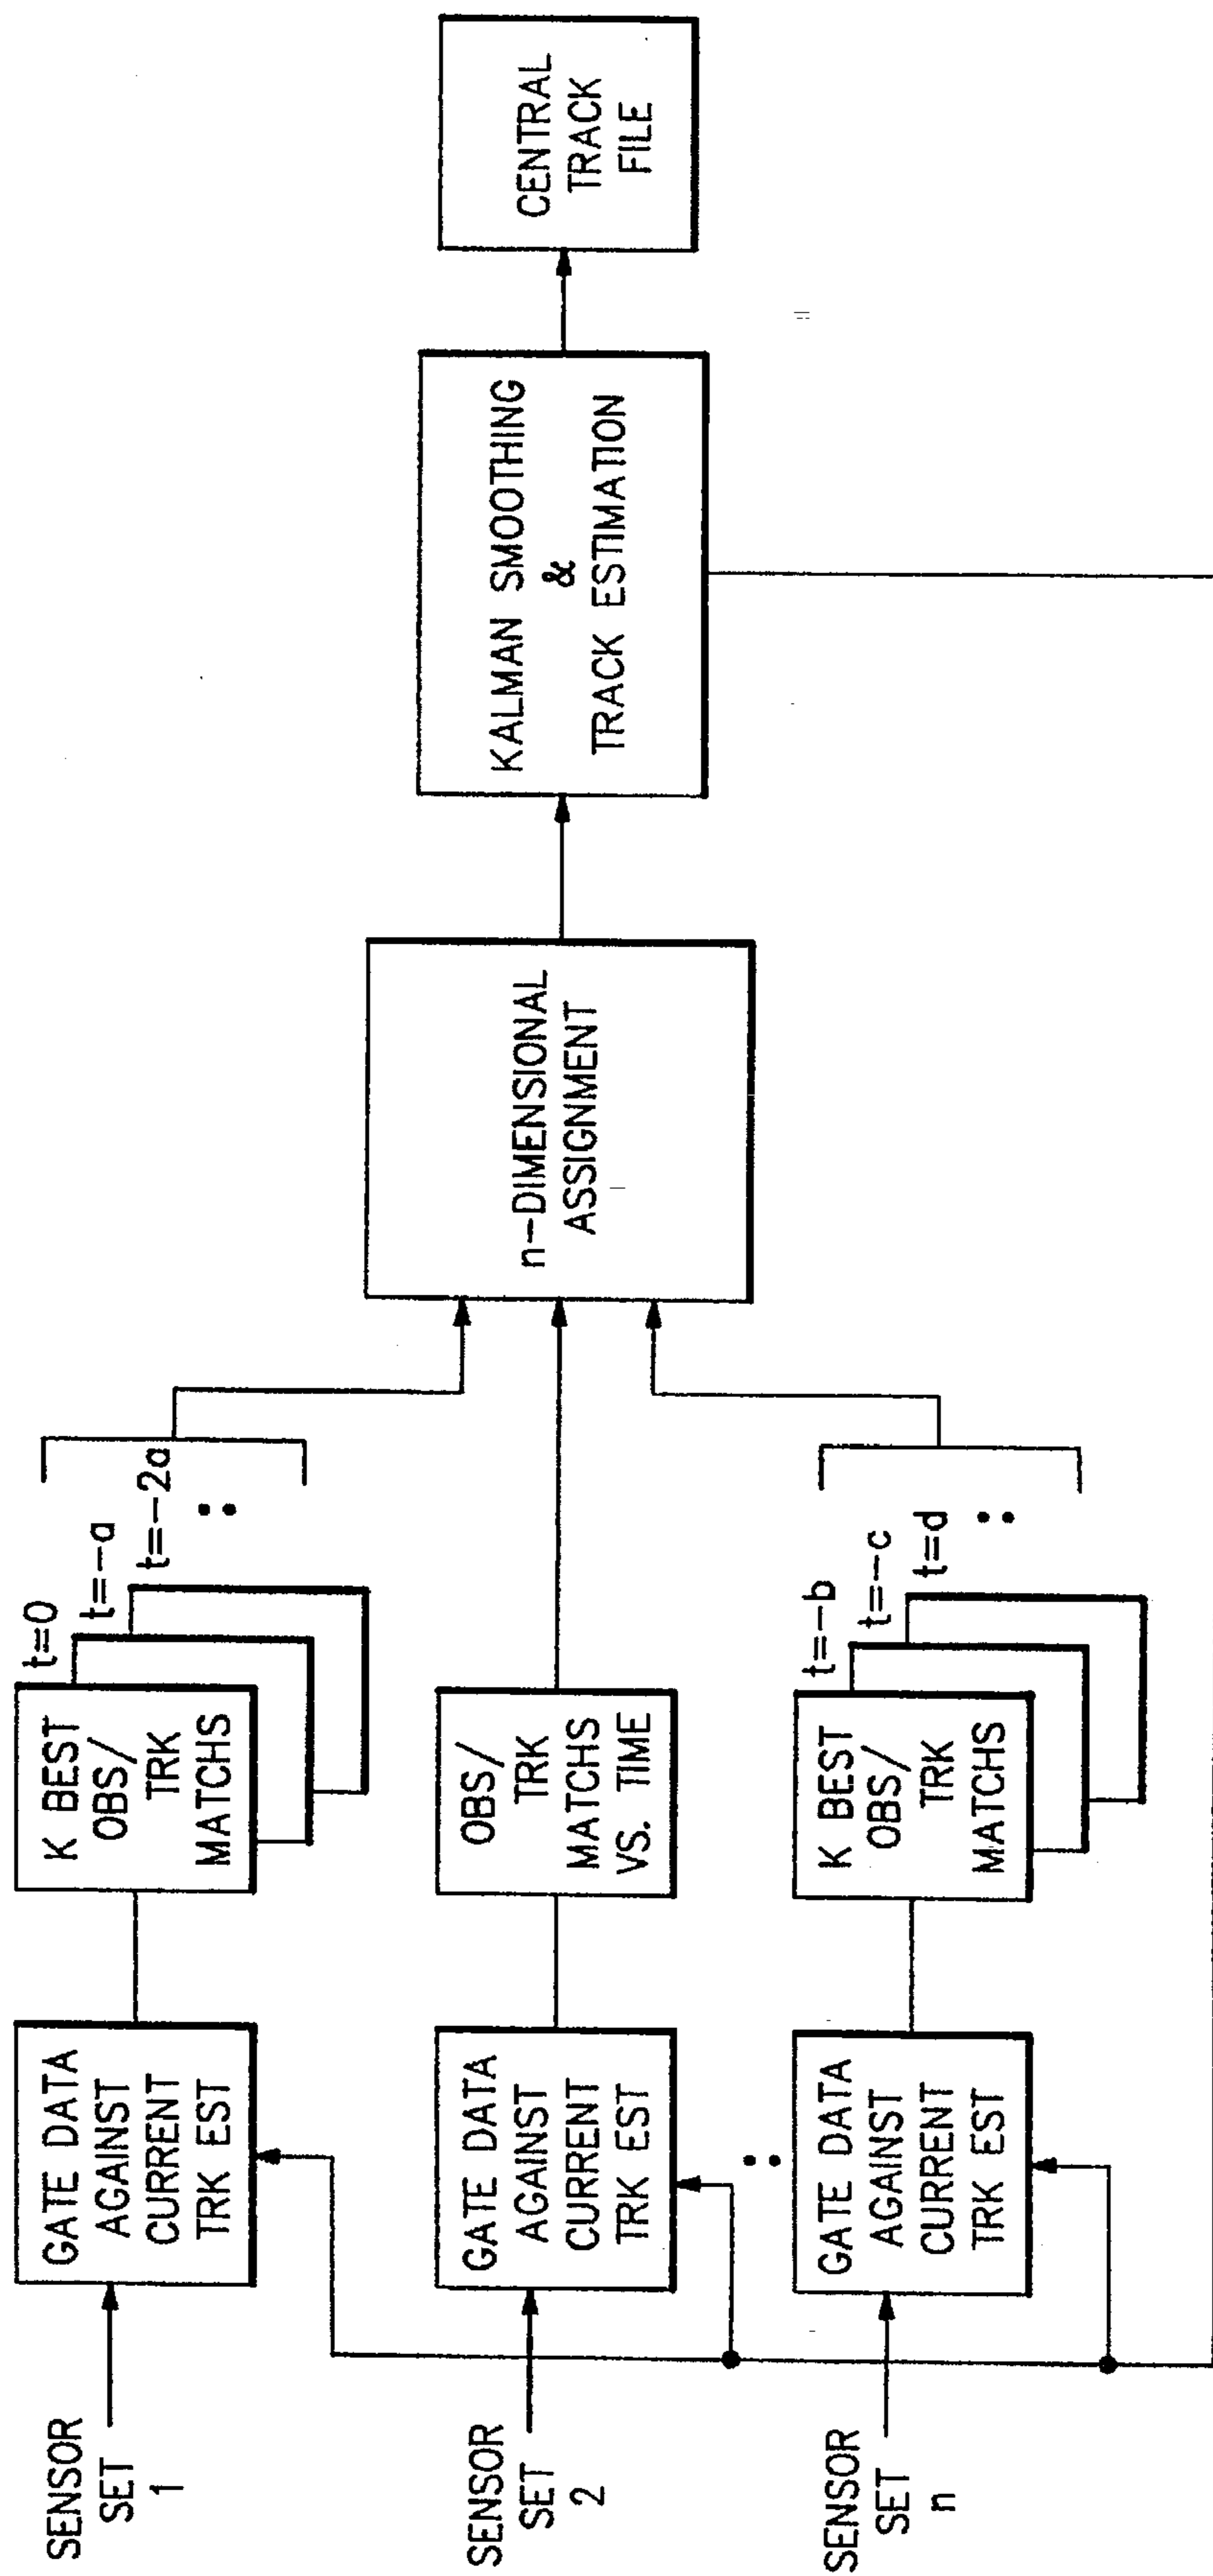 SENSOR
SET
1
GATE DATA
AGAINST
CURRENT
TRK EST
K BEST
OBS/
TRK
MATCHS
t=0
t=-a
t=-2a
:
SENSOR
SET
2
GATE DATA
AGAINST
CURRENT
TRK EST
OBS/
TRK
MATCHS
VS. TIME
:
SENSOR
SET
n
GATE DATA
AGAINST
CURRENT
TRK EST
K BEST
OBS/
TRK
MATCHS
t=-b
t=-c
t=d
:
n-DIMENSIONAL
ASSIGNMENT
KALMAN SMOOTHING
&
TRACK ESTIMATION
CENTRAL
TRACK
FILE